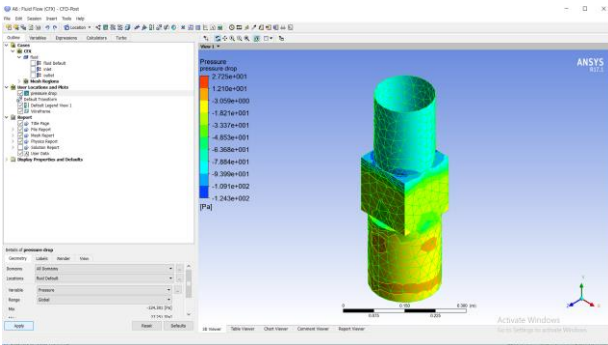 A6 : Fluid Flow (CFX) - CFD-Post
File Edit Session Insert Tools Help
Location
Outline Variables Expressions Calculators Turbo
Cases
CFX
fluid
fluid Default
inlet
outlet
Mesh Regions
User Locations and Plots
pressure drop
Default Transform
Default Legend View 1
Wireframe
Report
Title Page
File Report
Mesh Report
Physics Report
Solution Report
User Data
Display Properties and Defaults
Details of pressure drop
Geometry Labels Render View
Domains All Domains
Locations fluid Default
Variable Pressure
Range Global
Min
Apply Reset Defaults
View 1
Pressure
pressure drop
2.725e+001
1.210e+001
-3.059e+000
-1.821e+001
-3.337e+001
-4.853e+001
-6.368e+001
-7.884e+001
-9.399e+001
-1.091e+002
-1.243e+002
[Pa]
ANSYS
0
0.150
0.075
0.225
3D Viewer Table Viewer Chart Viewer Comment Viewer Report Viewer
Activate Windows
Go to Settings to activate Windows.